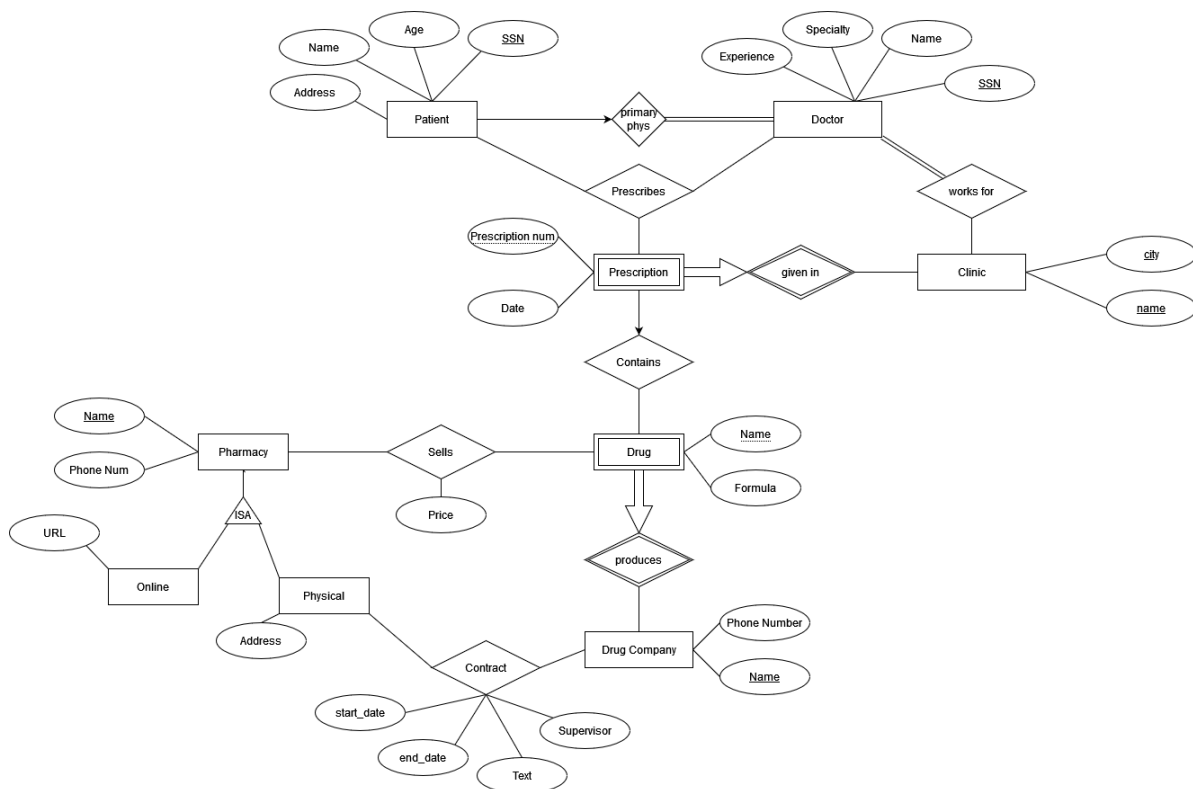 Age
Specialty
Name
SSN
Name
Experience
Address
SSN
Patient
primary
phys
Doctor
Prescribes
works for
Prescription num
city
Prescription
given in
Clinic
Date
name
Contains
Name
Name
Pharmacy
Sells
Drug
Phone Num
Formula
ISA
Price
URL
produces
Online
Physical
Phone Number
Address
Drug Company
Contract
Name
start_date
Supervisor
end_date
Text